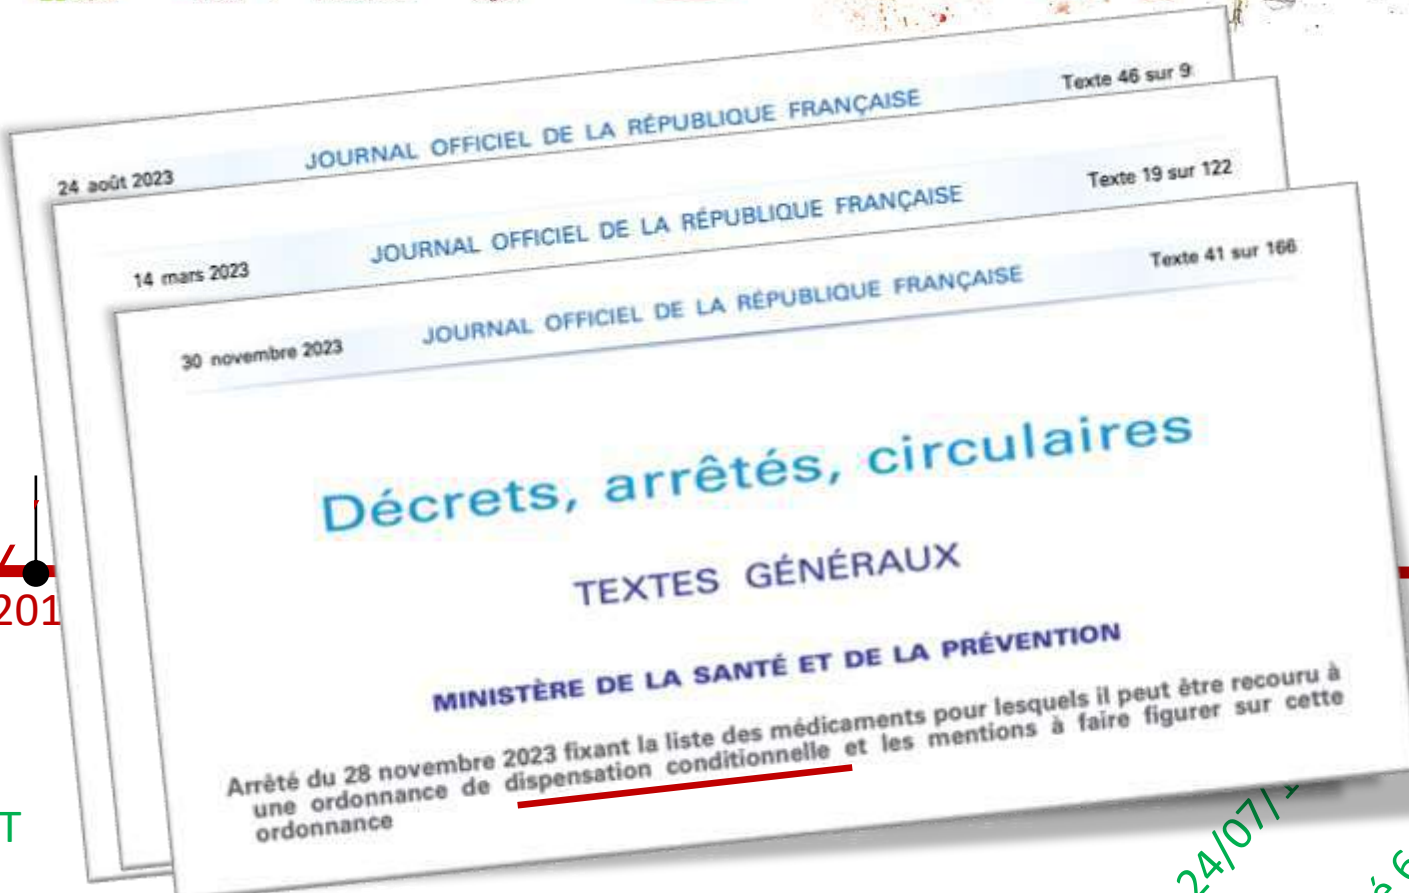 24 août 2023
JOURNAL OFFICIEL DE LA RÉPUBLIQUE FRANÇAISE
Texte 46 sur 9
14 mars 2023
JOURNAL OFFICIEL DE LA RÉPUBLIQUE FRANÇAISE
Texte 19 sur 122
30 novembre 2023
JOURNAL OFFICIEL DE LA RÉPUBLIQUE FRANÇAISE
Texte 41 sur 166
Décrets, arrêtés, circulaires
TEXTES GÉNÉRAUX
MINISTÈRE DE LA SANTÉ ET DE LA PRÉVENTION
Arrêté du 28 novembre 2023 fixant la liste des médicaments pour lesquels il peut être recouru à
une ordonnance de dispensation conditionnelle et les mentions à faire figurer sur cette
ordonnance
201
T
24/07/1